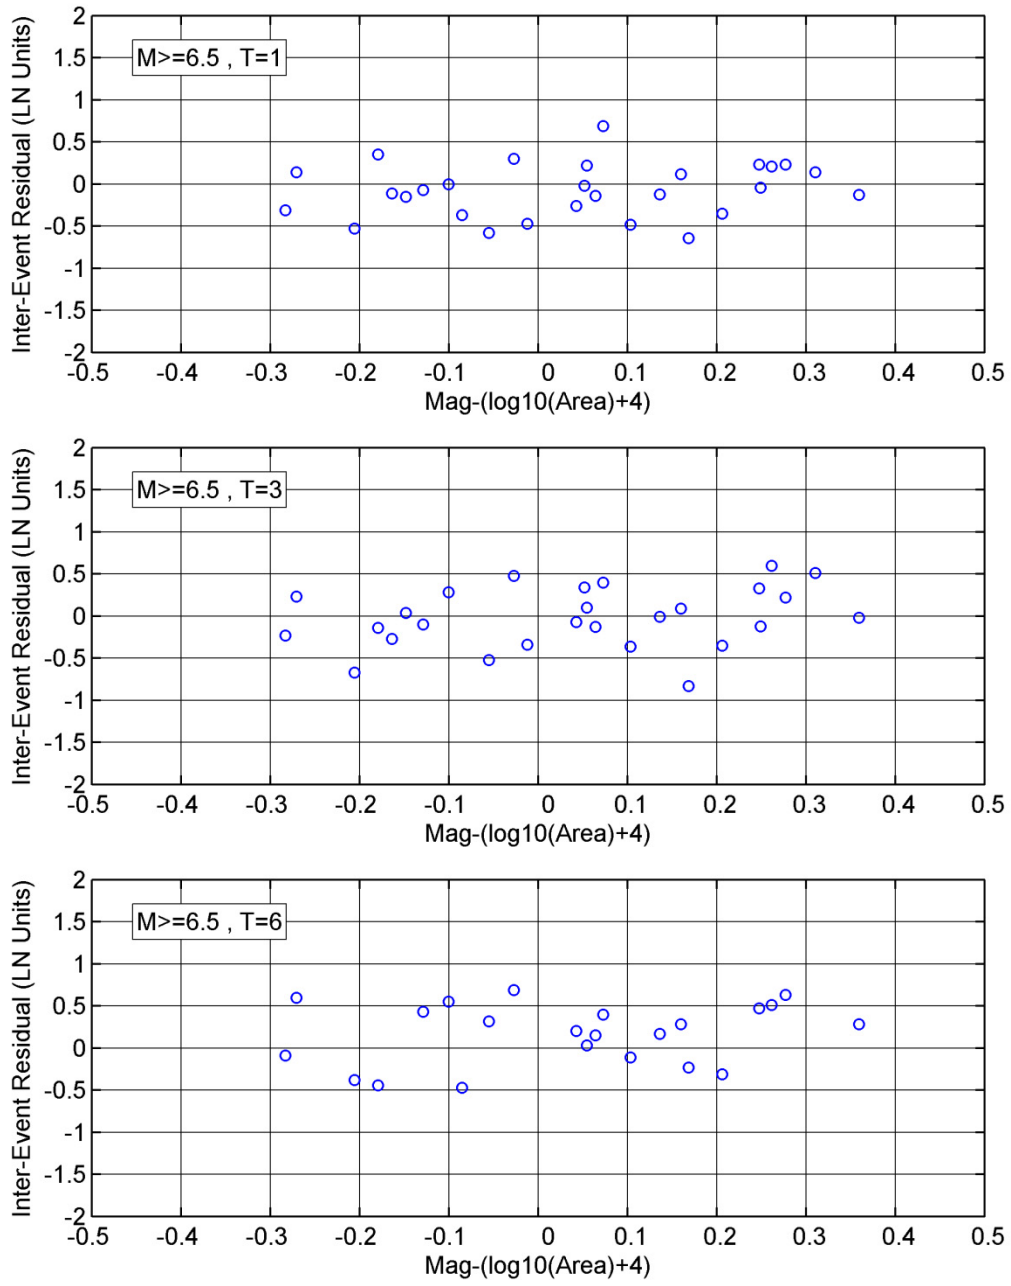 2
1.5
1
0.5
0
-0.5
-1
-1.5
-2
Inter-Event Residual (LN Units)
M>=6.5 , T=1
-0.5 -0.4 -0.3 -0.2 -0.1 0 0.1 0.2 0.3 0.4 0.5
Mag-(log10(Area)+4)
2
1.5
1
0.5
0
-0.5
-1
-1.5
-2
Inter-Event Residual (LN Units)
M>=6.5 , T=3
-0.5 -0.4 -0.3 -0.2 -0.1 0 0.1 0.2 0.3 0.4 0.5
Mag-(log10(Area)+4)
2
1.5
1
0.5
0
-0.5
-1
-1.5
-2
Inter-Event Residual (LN Units)
M>=6.5 , T=6
-0.5 -0.4 -0.3 -0.2 -0.1 0 0.1 0.2 0.3 0.4 0.5
Mag-(log10(Area)+4)